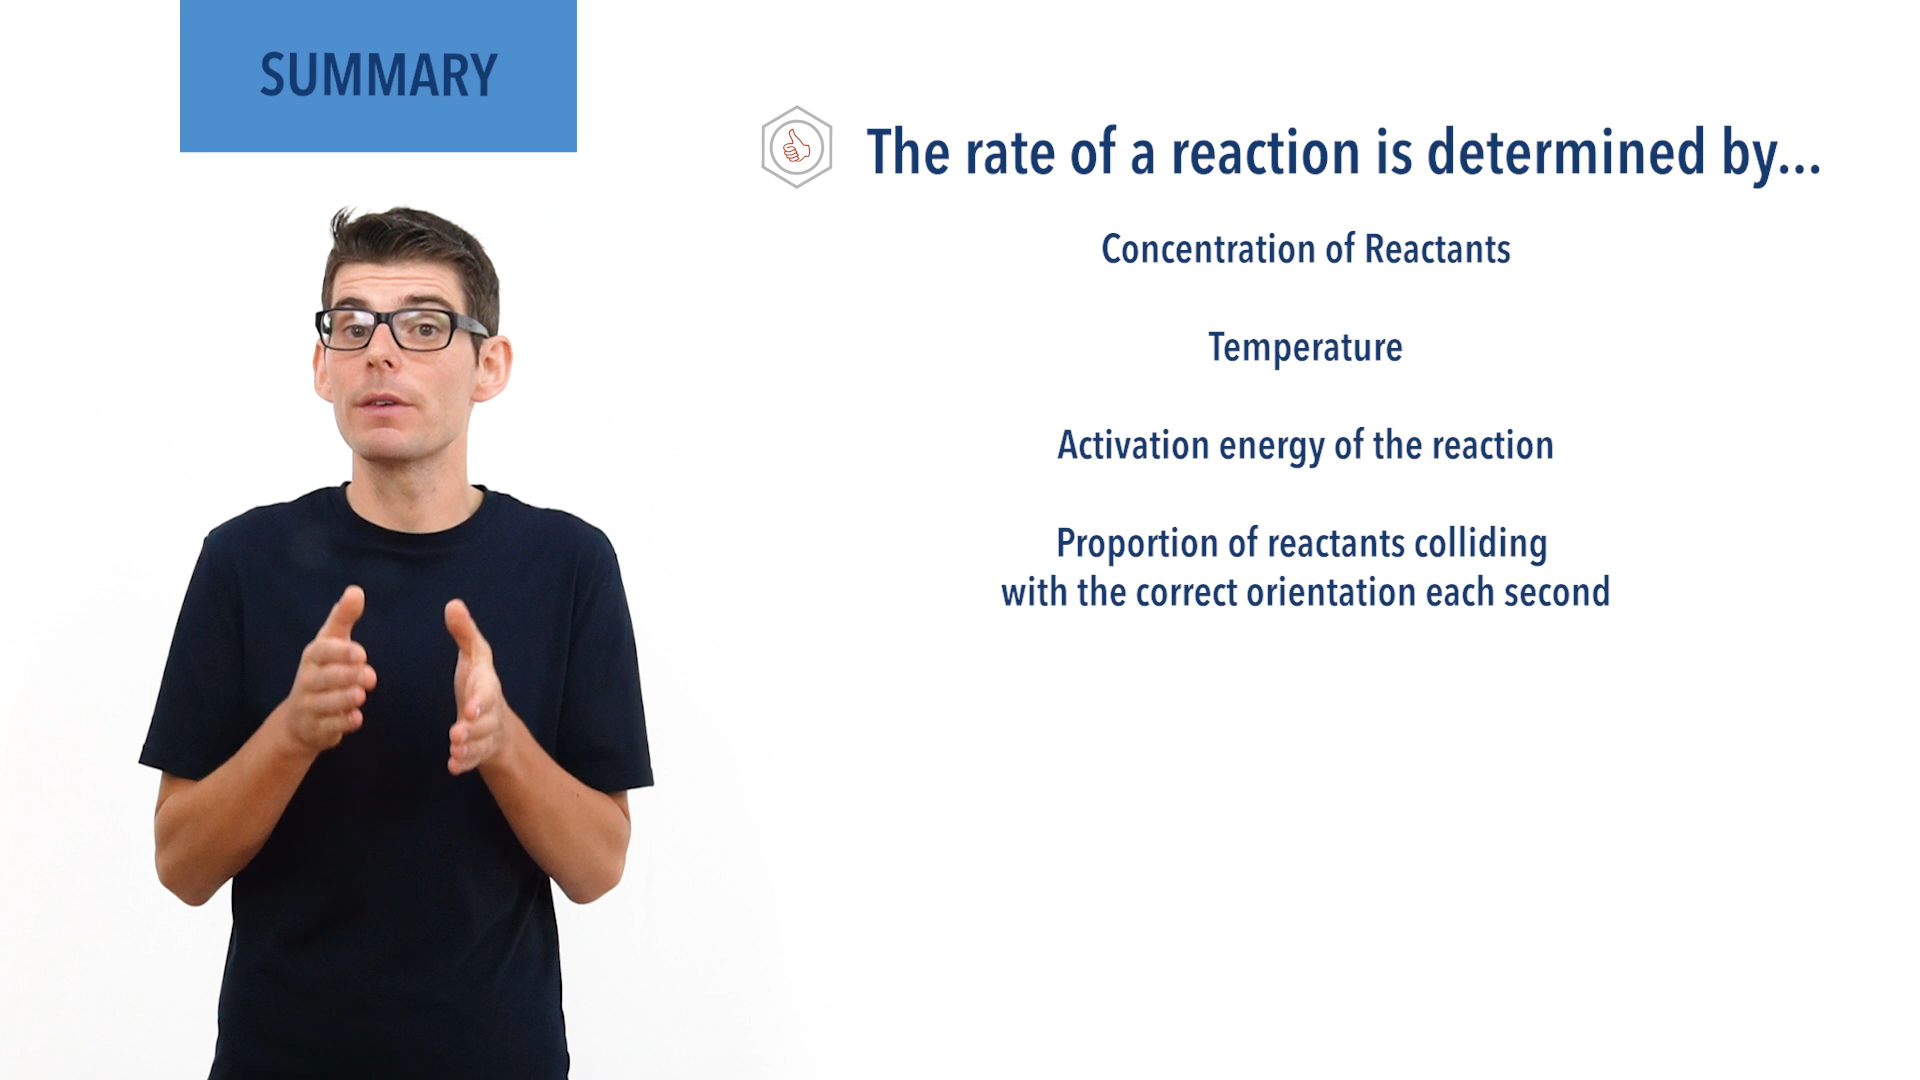 SUMMARY
The rate of a reaction is determined by...
Concentration of Reactants
Temperature
Activation energy of the reaction
Proportion of reactants colliding
with the correct orientation each second